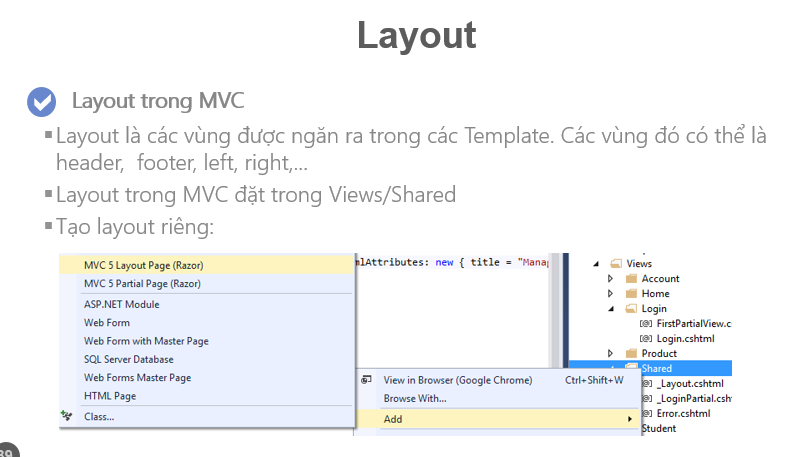 Layout
Layout trong MVC
Layout là các vùng được ngăn ra trong các Template. Các vùng đó có thể là
header, footer, left, right,...
Layout trong MVC đặt trong Views/Shared
Tạo layout riêng:
MVC 5 Layout Page (Razor)
MVC 5 Partial Page (Razor)
ASP.NET Module
Web Form
Web Form with Master Page
SQL Server Database
Web Forms Master Page
HTML Page
Class...
mlAttributes: new { title = "Manag
View in Browser (Google Chrome) Ctrl+Shift+W
Browse With...
Add
Views
Account
Home
Login
FirstPartialView.c
Login.cshtml
Product
Shared
_Layout.cshtml
_LoginPartial.csh
Error.cshtml
Student
39